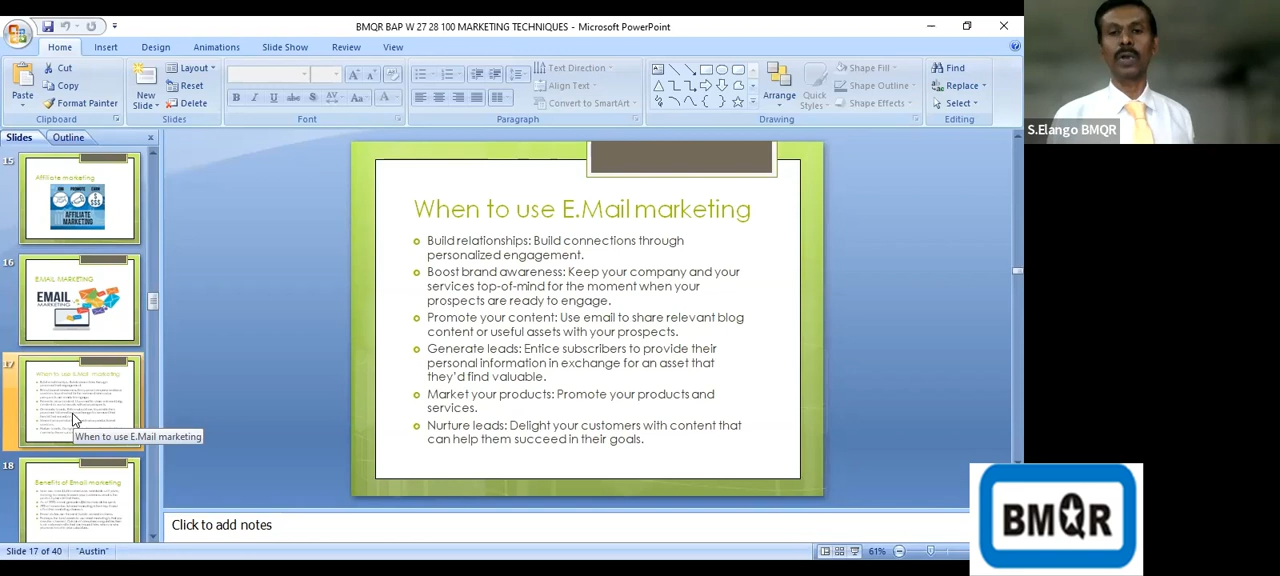 BMQR BAP W 27 28 100 MARKETING TECHNIQUES - Microsoft PowerPoint
Home Insert Design Animations Slide Show Review View
Paste
Cut
Copy
Format Painter
Clipboard
New Slide
Layout
Reset
Delete
Slides
Font
Text Direction
Align Text
Convert to SmartArt
Paragraph
Arrange
Quick Styles
Shape Fill
Shape Outline
Shape Effects
Drawing
Find
Replace
Select
Editing
S.Elango BMQR
Slides Outline
15
Affiliate marketing
AFFILIATE
MARKETING
16
EMAIL MARKETING
EMAIL
MARKETING
17
When to use E.Mail marketing
When to use E.Mail marketing
18
Benefits of Email marketing
When to use E.Mail marketing
Build relationships: Build connections through
personalized engagement.
Boost brand awareness: Keep your company and your
services top-of-mind for the moment when your
prospects are ready to engage.
Promote your content: Use email to share relevant blog
content or useful assets with your prospects.
Generate leads: Entice subscribers to provide their
personal information in exchange for an asset that
they'd find valuable.
Market your products: Promote your products and
services.
Nurture leads: Delight your customers with content that
can help them succeed in their goals.
Click to add notes
Slide 17 of 40 "Austin" 61%
BMQR